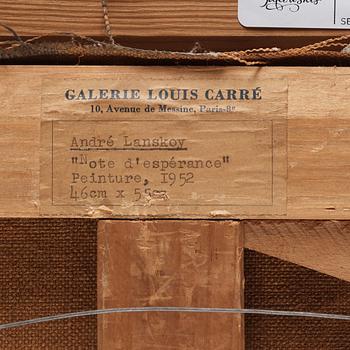 GALERIE LOUIS CARRÉ
10, Avenue de Messine, Paris-8e
André Lanskoy
"Note d'espérance"
Peinture, 1952
46cm x 55cm